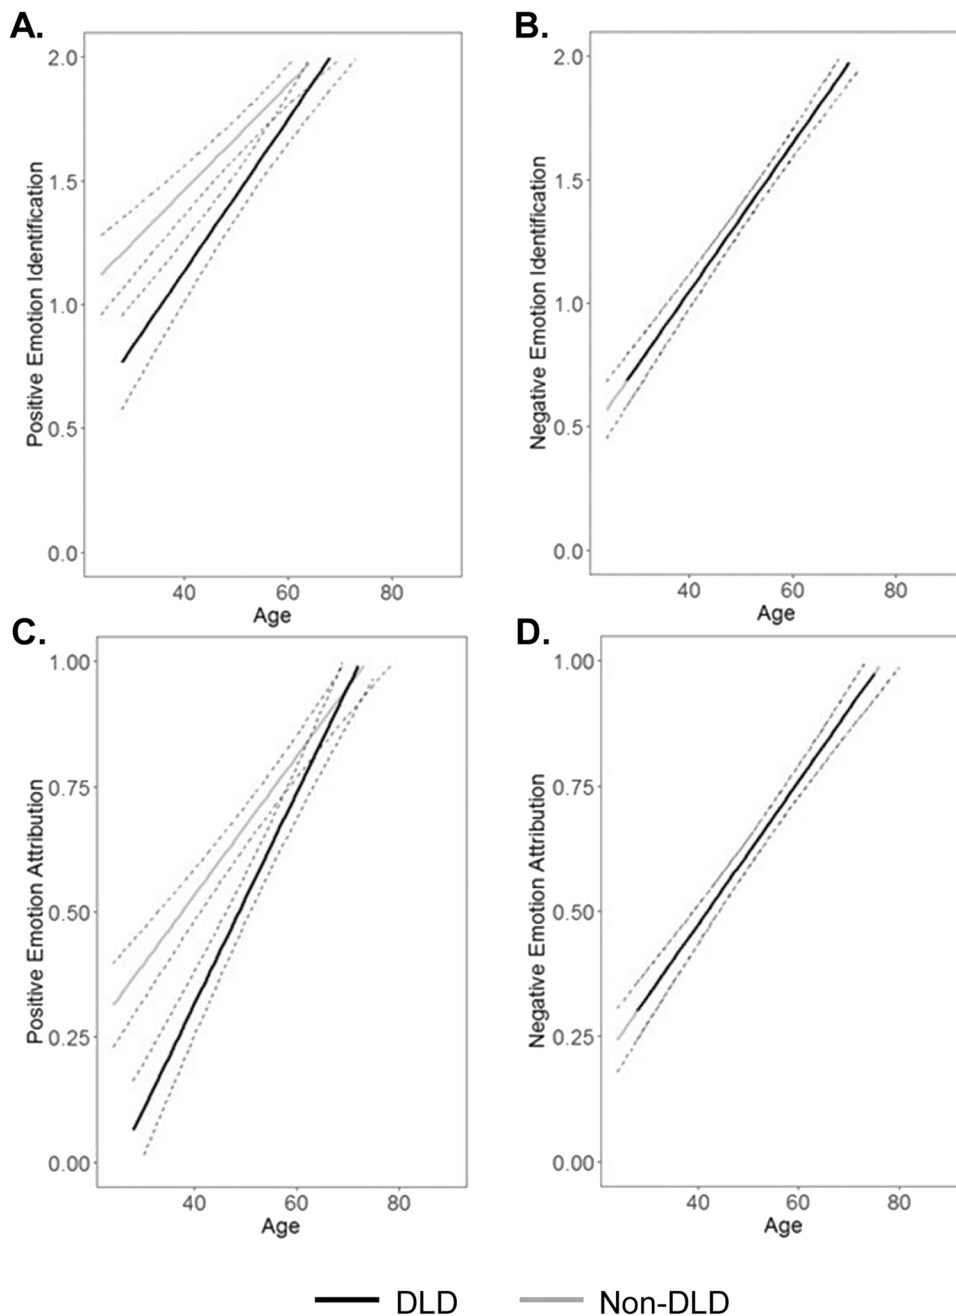 A.
B.
Positive Emotion Identification
2.0
1.5
1.0
0.5
0.0
40 60 80
Age
Negative Emotion Identification
2.0
1.5
1.0
0.5
0.0
40 60 80
Age
C.
D.
Positive Emotion Attribution
1.00
0.75
0.50
0.25
0.00
40 60 80
Age
Negative Emotion Attribution
1.00
0.75
0.50
0.25
0.00
40 60 80
Age
DLD Non-DLD